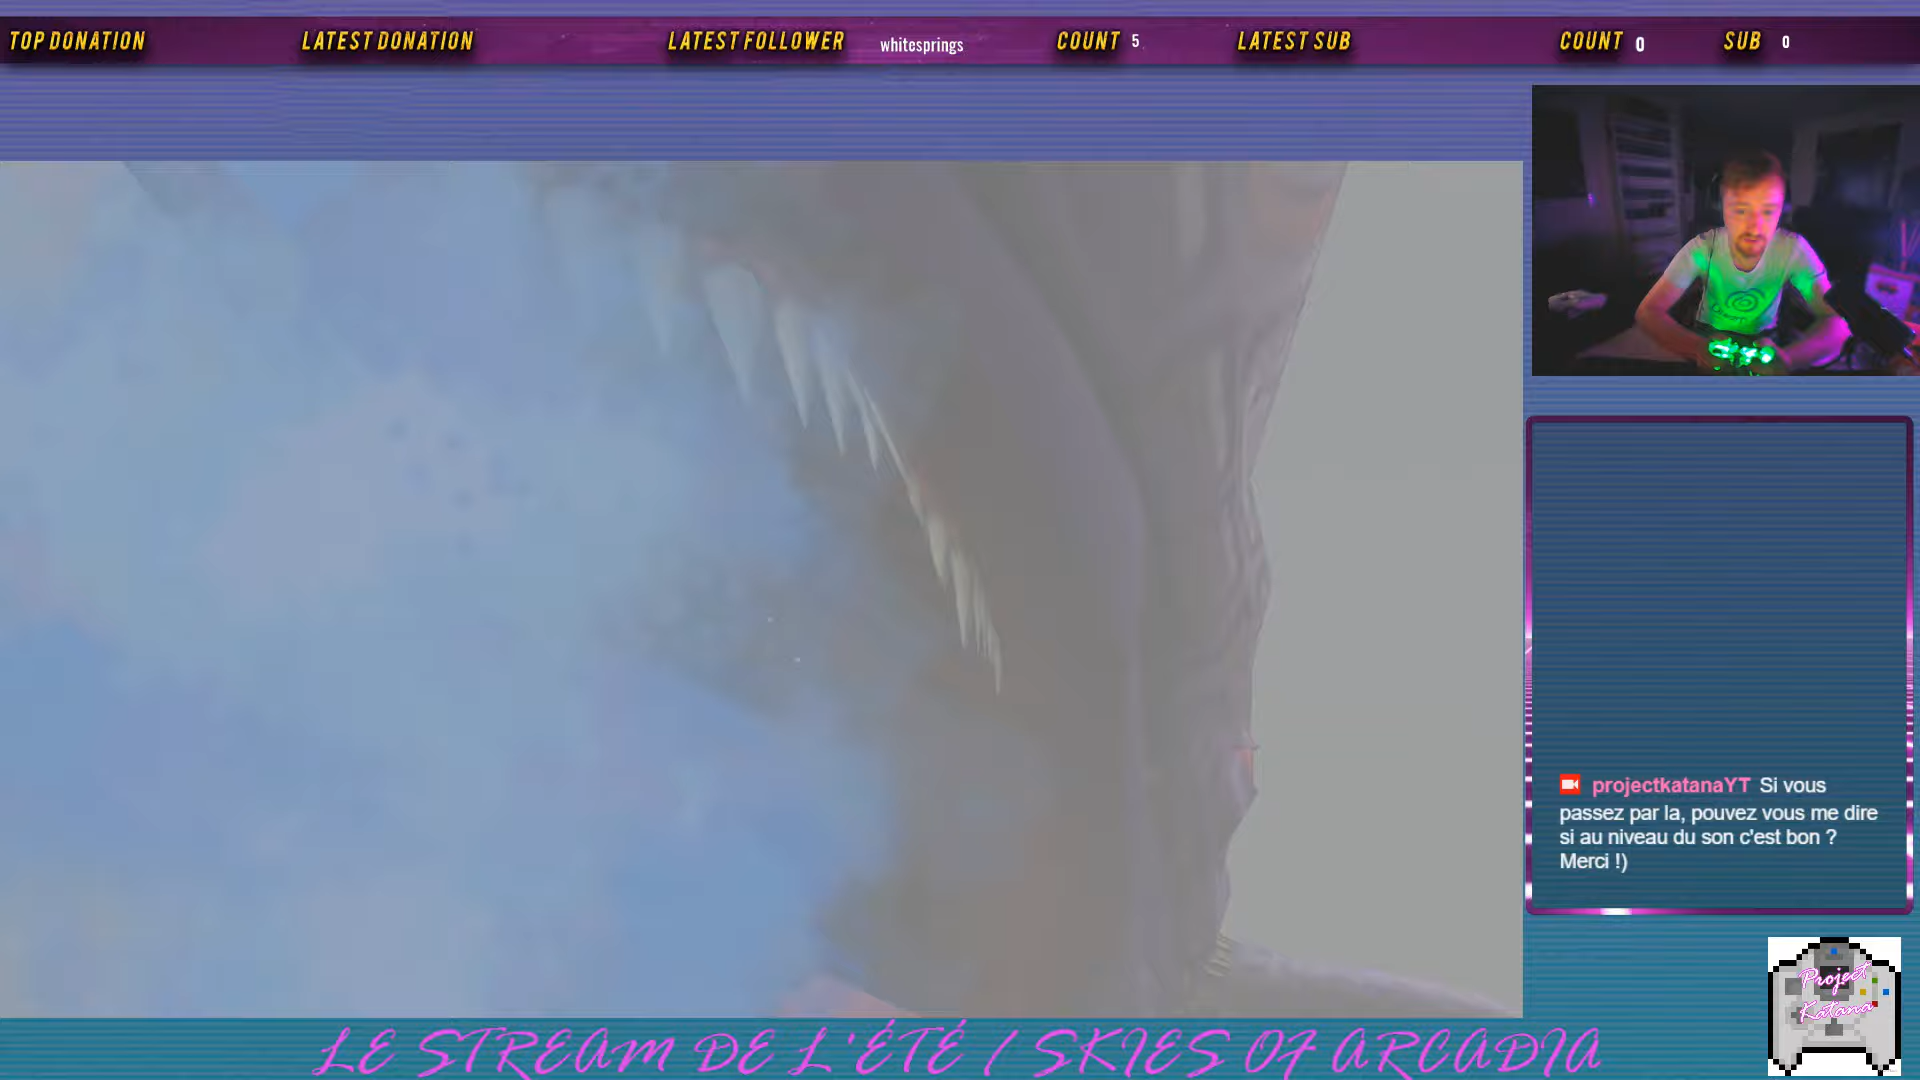 TOP DONATION LATEST DONATION LATEST FOLLOWER whitesprings COUNT 5 LATEST SUB COUNT 0 SUB 0
projectkatanaYT Si vous
passez par la, pouvez vous me dire
si au niveau du son c'est bon ?
Merci !)
Project
Katana
LE STREAM DE L'ÉTÉ / SKIES OF ARCADIA